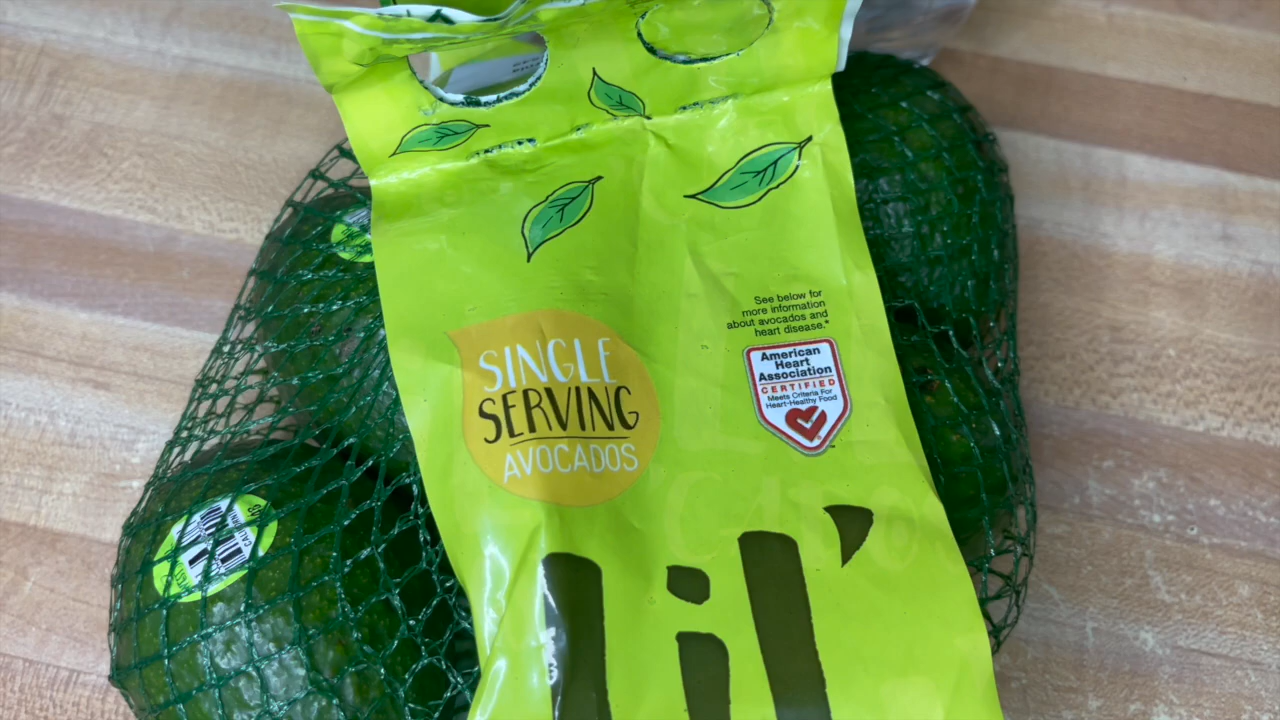 SINGLE
SERVING
AVOCADOS
See below for
more information
about avocados and
heart disease.*
American
Heart
Association
CERTIFIED
Meets Criteria For
Heart-Healthy Food
lil'